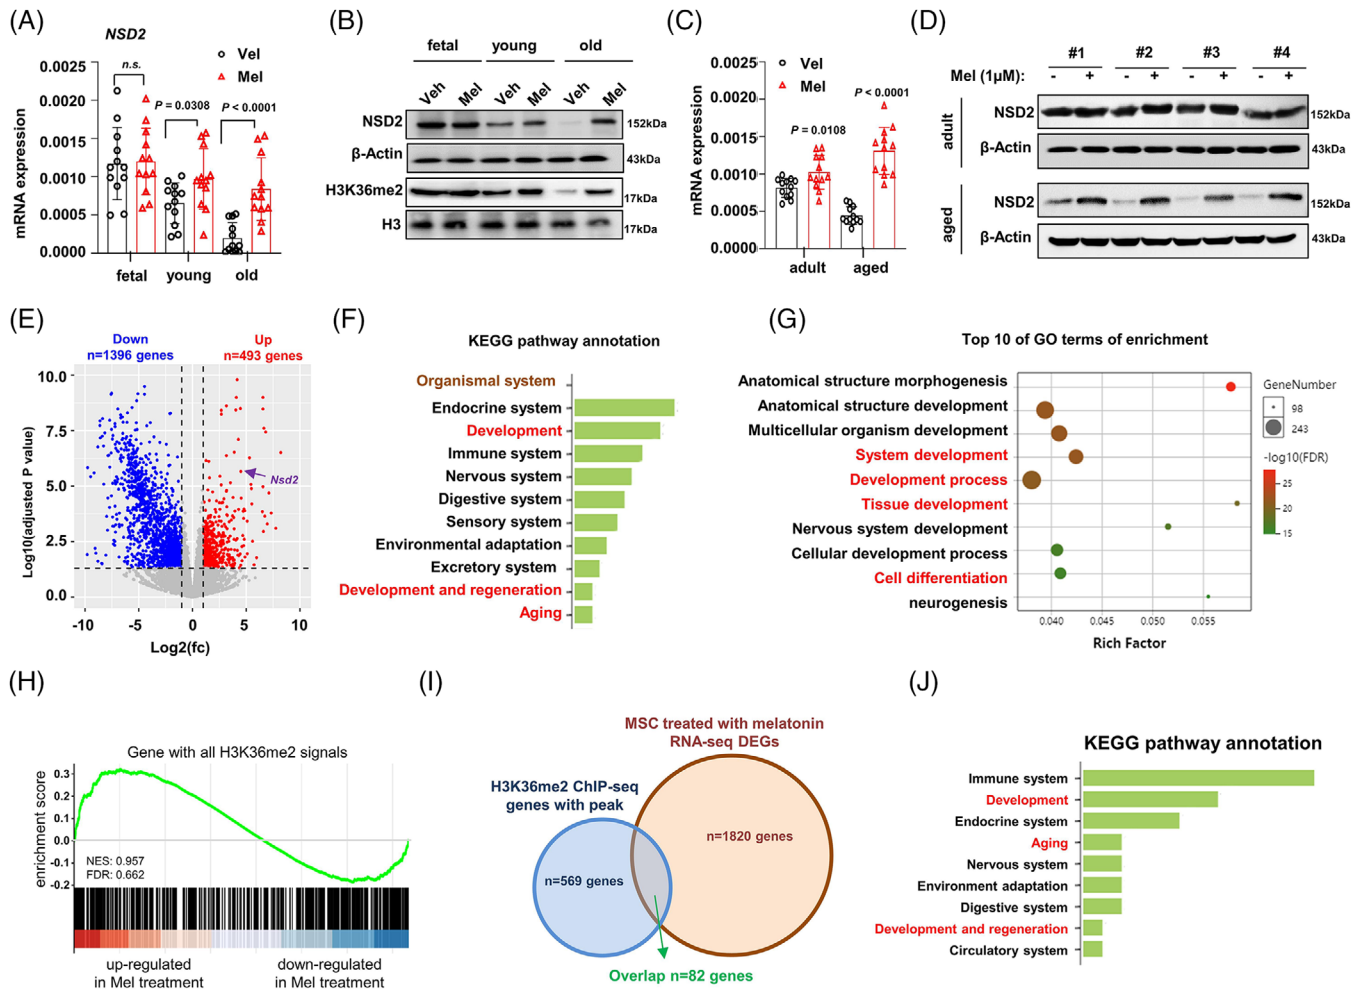 (A)
NSD2
Vel
Mel
n.s.
P = 0.0308
P < 0.0001
mRNA expression
0.0025
0.0020
0.0015
0.0010
0.0005
0.0000
fetal
young
old
(B)
fetal
young
old
Veh
Mel
Veh
Mel
Veh
Mel
NSD2
152kDa
β-Actin
43kDa
H3K36me2
17kDa
H3
17kDa
(C)
Vel
Mel
P < 0.0001
P = 0.0108
mRNA expression
0.0025
0.0020
0.0015
0.0010
0.0005
0.0000
adult
aged
(D)
#1
#2
#3
#4
Mel (1μM):
-
+
-
+
-
+
-
+
adult
NSD2
152kDa
β-Actin
43kDa
aged
NSD2
152kDa
β-Actin
43kDa
(E)
Down
n=1396 genes
Up
n=493 genes
Nsd2
Log10(adjusted P value)
10.0
7.5
5.0
2.5
0.0
-10
-5
0
5
10
Log2(fc)
(F)
KEGG pathway annotation
Organismal system
Endocrine system
Development
Immune system
Nervous system
Digestive system
Sensory system
Environmental adaptation
Excretory system
Development and regeneration
Aging
(G)
Top 10 of GO terms of enrichment
Anatomical structure morphogenesis
Anatomical structure development
Multicellular organism development
System development
Development process
Tissue development
Nervous system development
Cellular development process
Cell differentiation
neurogenesis
0.040
0.045
0.050
0.055
Rich Factor
GeneNumber
98
243
-log10(FDR)
25
20
15
(H)
Gene with all H3K36me2 signals
enrichment score
0.3
0.2
0.1
0.0
-0.1
-0.2
NES: 0.957
FDR: 0.662
up-regulated
in Mel treatment
down-regulated
in Mel treatment
(I)
MSC treated with melatonin
RNA-seq DEGs
H3K36me2 ChIP-seq
genes with peak
n=1820 genes
n=569 genes
Overlap n=82 genes
(J)
KEGG pathway annotation
Immune system
Development
Endocrine system
Aging
Nervous system
Environment adaptation
Digestive system
Development and regeneration
Circulatory system